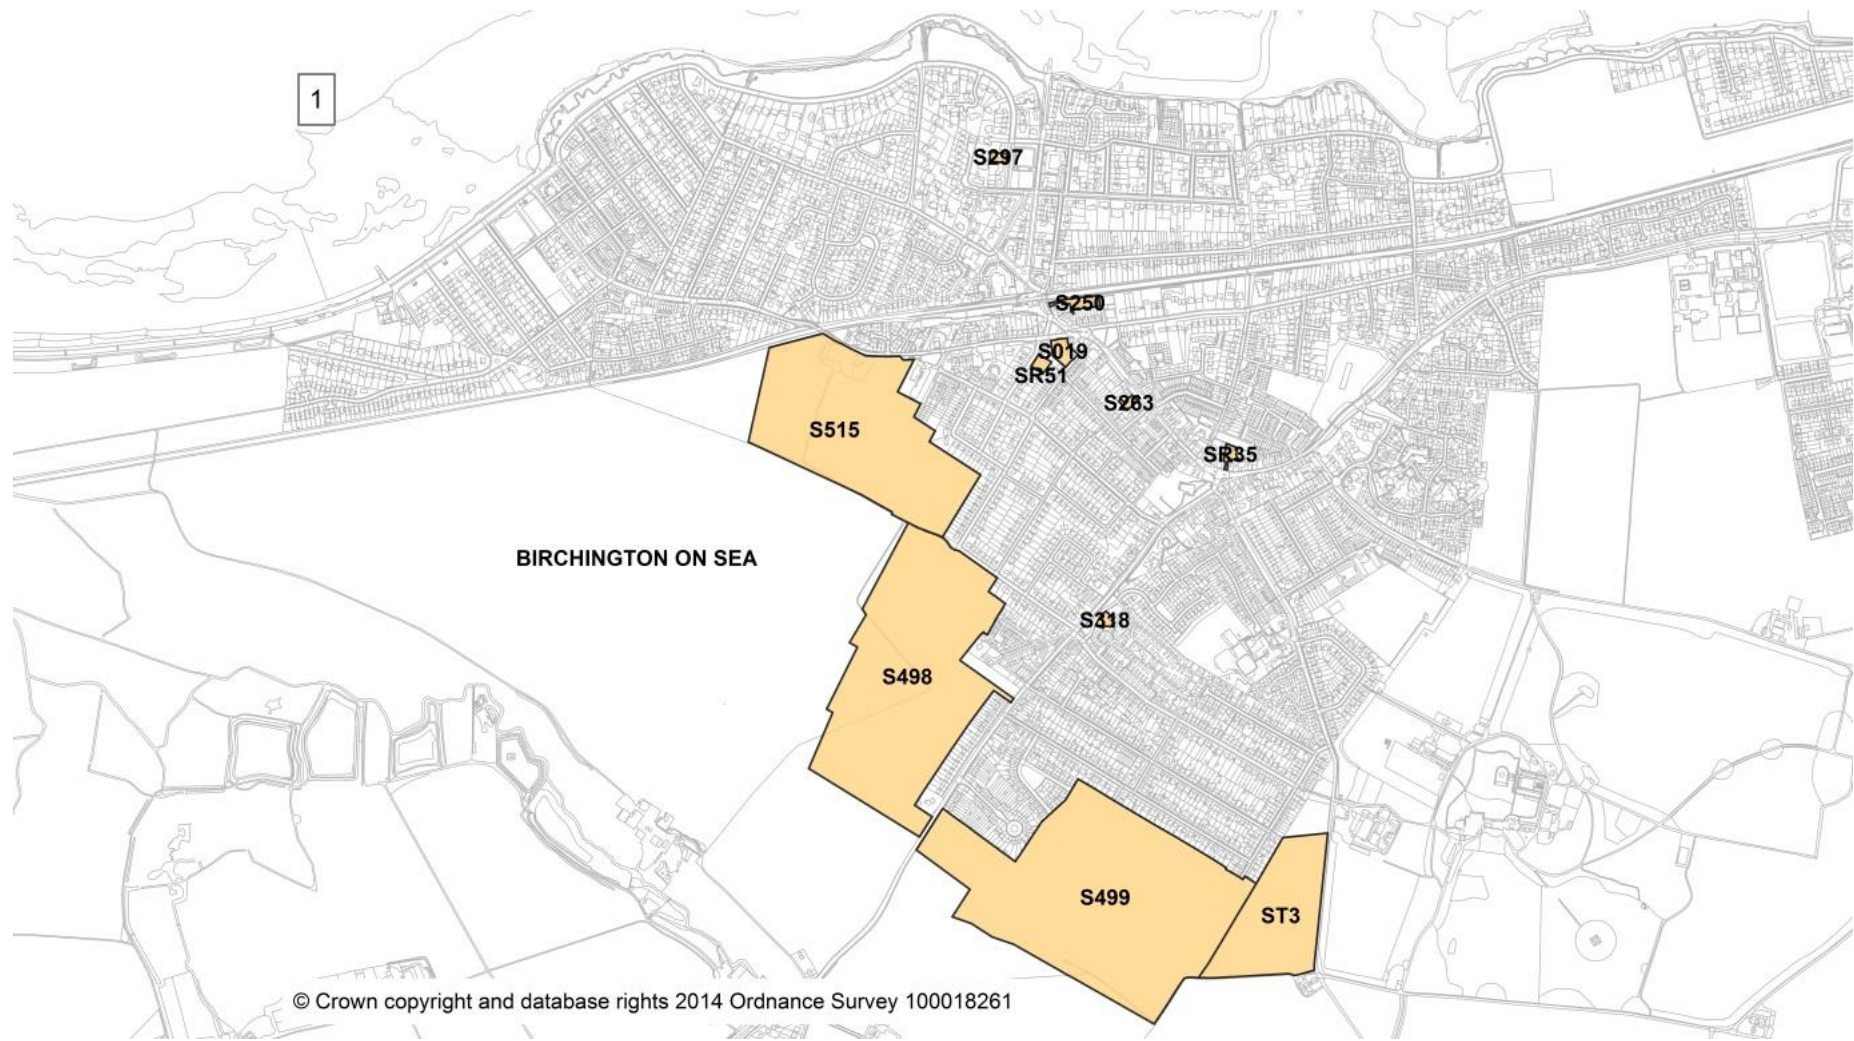 1
S297
S250
S019
SR51
S263
S515
SR35
BIRCHINGTON ON SEA
S318
S498
S499
ST3
© Crown copyright and database rights 2014 Ordnance Survey 100018261